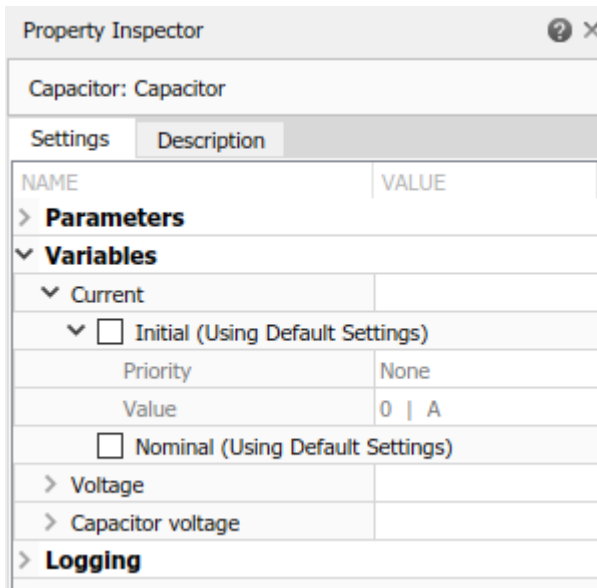 Property Inspector
Capacitor: Capacitor
Settings Description
NAME VALUE
Parameters
Variables
Current
Initial (Using Default Settings)
Priority None
Value 0 | A
Nominal (Using Default Settings)
Voltage
Capacitor voltage
Logging